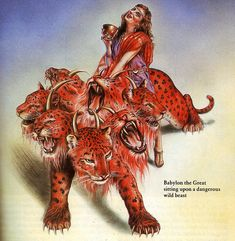 Babylon the Great
sitting upon a dangerous
wild beast